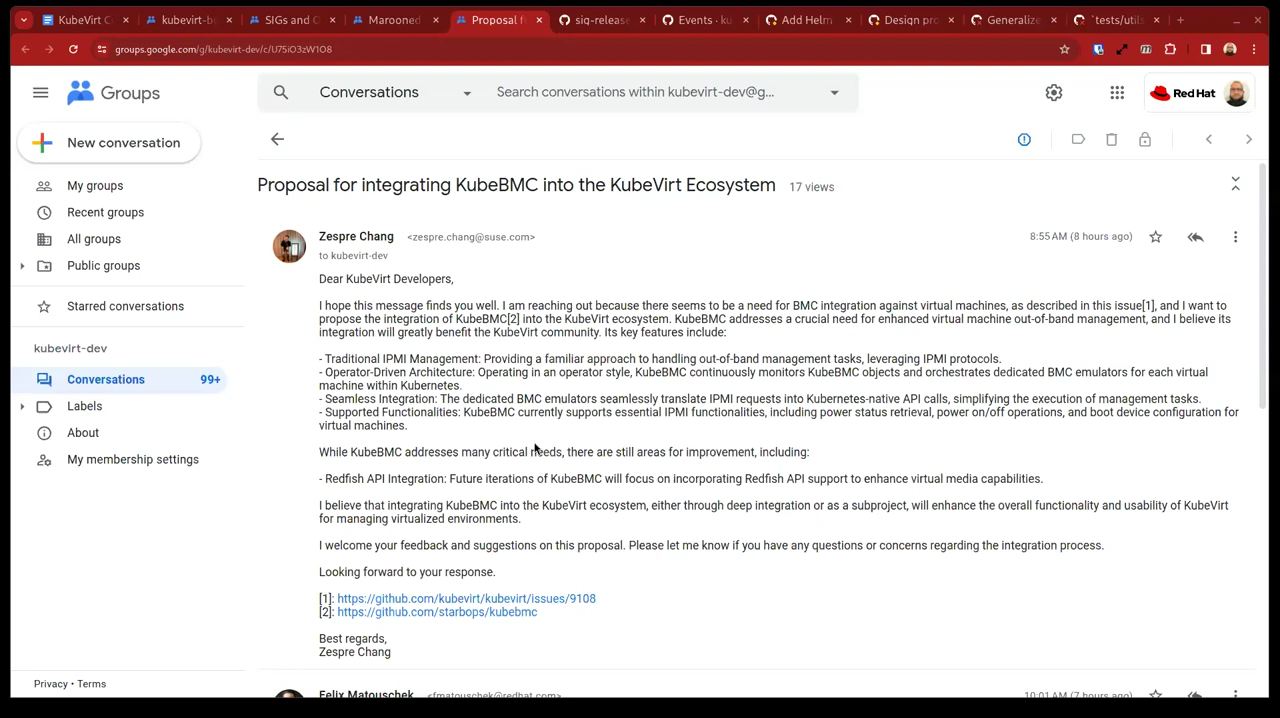 KubeVirt C
kubevirt-b
SIGs and C
Marooned
Proposal f
sig-release
Events · ku
Add Helm
Design pro
Generalize
`tests/utils
groups.google.com/g/kubevirt-dev/c/U75iO3zW1O8
Groups
Conversations
Search conversations within kubevirt-dev@g...
Red Hat
New conversation
My groups
Recent groups
All groups
Public groups
Starred conversations
kubevirt-dev
Conversations 99+
Labels
About
My membership settings
Privacy • Terms
Proposal for integrating KubeBMC into the KubeVirt Ecosystem 17 views
Zespre Chang <zespre.chang@suse.com> 8:55 AM (8 hours ago)
to kubevirt-dev
Dear KubeVirt Developers,
I hope this message finds you well. I am reaching out because there seems to be a need for BMC integration against virtual machines, as described in this issue[1], and I want to
propose the integration of KubeBMC[2] into the KubeVirt ecosystem. KubeBMC addresses a crucial need for enhanced virtual machine out-of-band management, and I believe its
integration will greatly benefit the KubeVirt community. Its key features include:
- Traditional IPMI Management: Providing a familiar approach to handling out-of-band management tasks, leveraging IPMI protocols.
- Operator-Driven Architecture: Operating in an operator style, KubeBMC continuously monitors KubeBMC objects and orchestrates dedicated BMC emulators for each virtual
machine within Kubernetes.
- Seamless Integration: The dedicated BMC emulators seamlessly translate IPMI requests into Kubernetes-native API calls, simplifying the execution of management tasks.
- Supported Functionalities: KubeBMC currently supports essential IPMI functionalities, including power status retrieval, power on/off operations, and boot device configuration for
virtual machines.
While KubeBMC addresses many critical needs, there are still areas for improvement, including:
- Redfish API Integration: Future iterations of KubeBMC will focus on incorporating Redfish API support to enhance virtual media capabilities.
I believe that integrating KubeBMC into the KubeVirt ecosystem, either through deep integration or as a subproject, will enhance the overall functionality and usability of KubeVirt
for managing virtualized environments.
I welcome your feedback and suggestions on this proposal. Please let me know if you have any questions or concerns regarding the integration process.
Looking forward to your response.
[1]: https://github.com/kubevirt/kubevirt/issues/9108
[2]: https://github.com/starbops/kubebmc
Best regards,
Zespre Chang
Felix Matouschek <fmatouschek@redhat.com> 10:01 AM (7 hours ago)